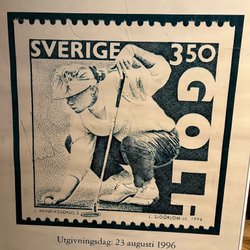 SVERIGE 350
GOLF
J. HENRIKSSON
L. SJÖÖBLOM SC 1996
Utgivningsdag: 23 augusti 1996